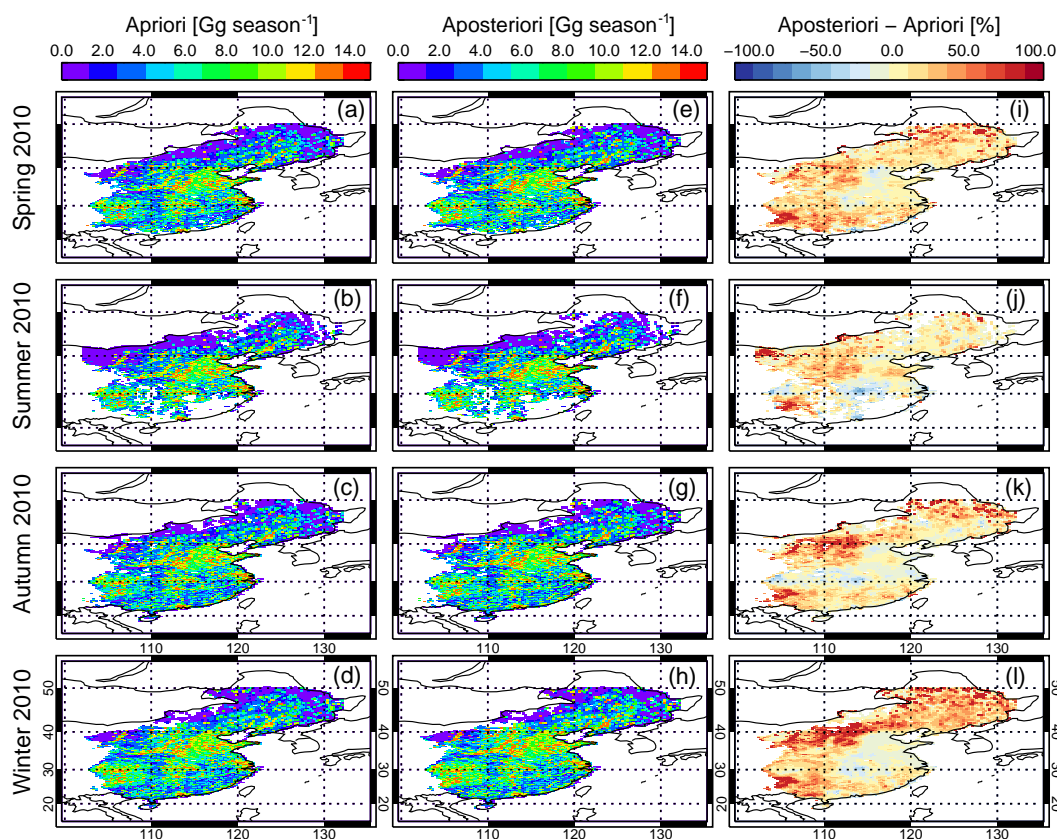 Apriori [Gg season⁻¹] Aposteriori [Gg season⁻¹] Aposteriori − Apriori [%]
0.0 2.0 4.0 6.0 8.0 10.0 12.0 14.0 0.0 2.0 4.0 6.0 8.0 10.0 12.0 14.0 -100.0 -50.0 0.0 50.0 100.0
Spring 2010 (a) (e) (i)
Summer 2010 (b) (f) (j)
Autumn 2010 (c) (g) (k)
110 120 130 110 120 130 110 120 130
Winter 2010 (d) (h) (l)
50 50 50
40 40 40
30 30 30
20 20 20
110 120 130 110 120 130 110 120 130